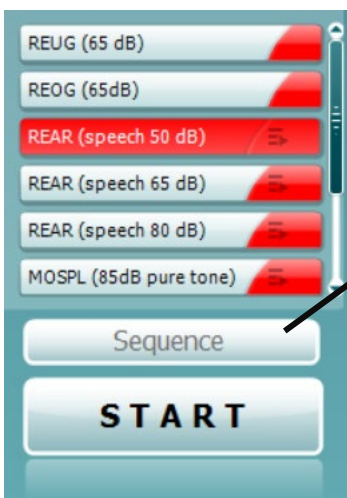 REUG (65 dB)
REOG (65dB)
REAR (speech 50 dB)
REAR (speech 65 dB)
REAR (speech 80 dB)
MOSPL (85dB pure tone)
Sequence
START